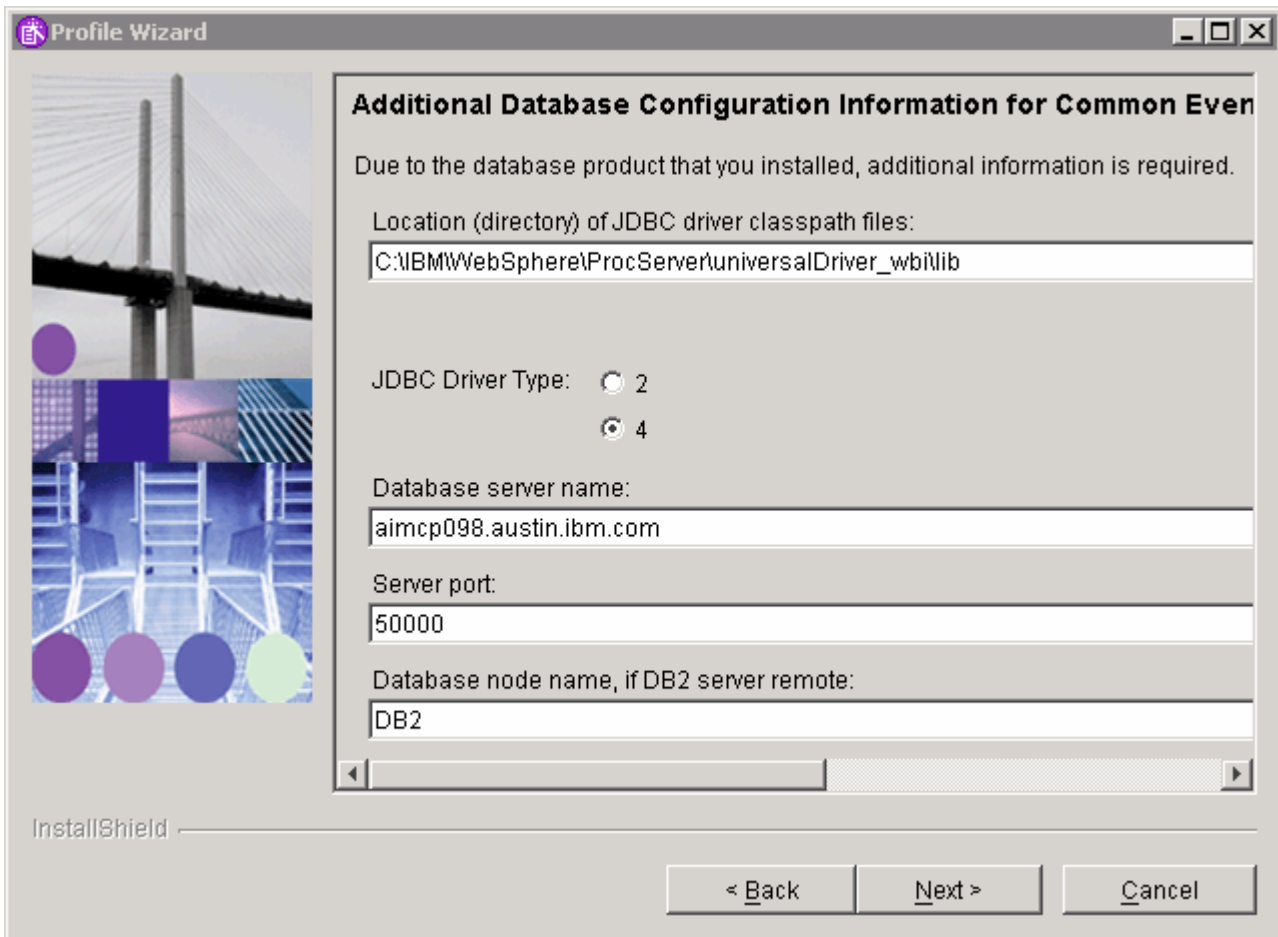 Profile Wizard
Additional Database Configuration Information for Common Even
Due to the database product that you installed, additional information is required.
Location (directory) of JDBC driver classpath files:
C:\IBM\WebSphere\ProcServer\universalDriver_wbi\lib
JDBC Driver Type: 2
4
Database server name:
aimcp098.austin.ibm.com
Server port:
50000
Database node name, if DB2 server remote:
DB2
InstallShield
< Back Next > Cancel